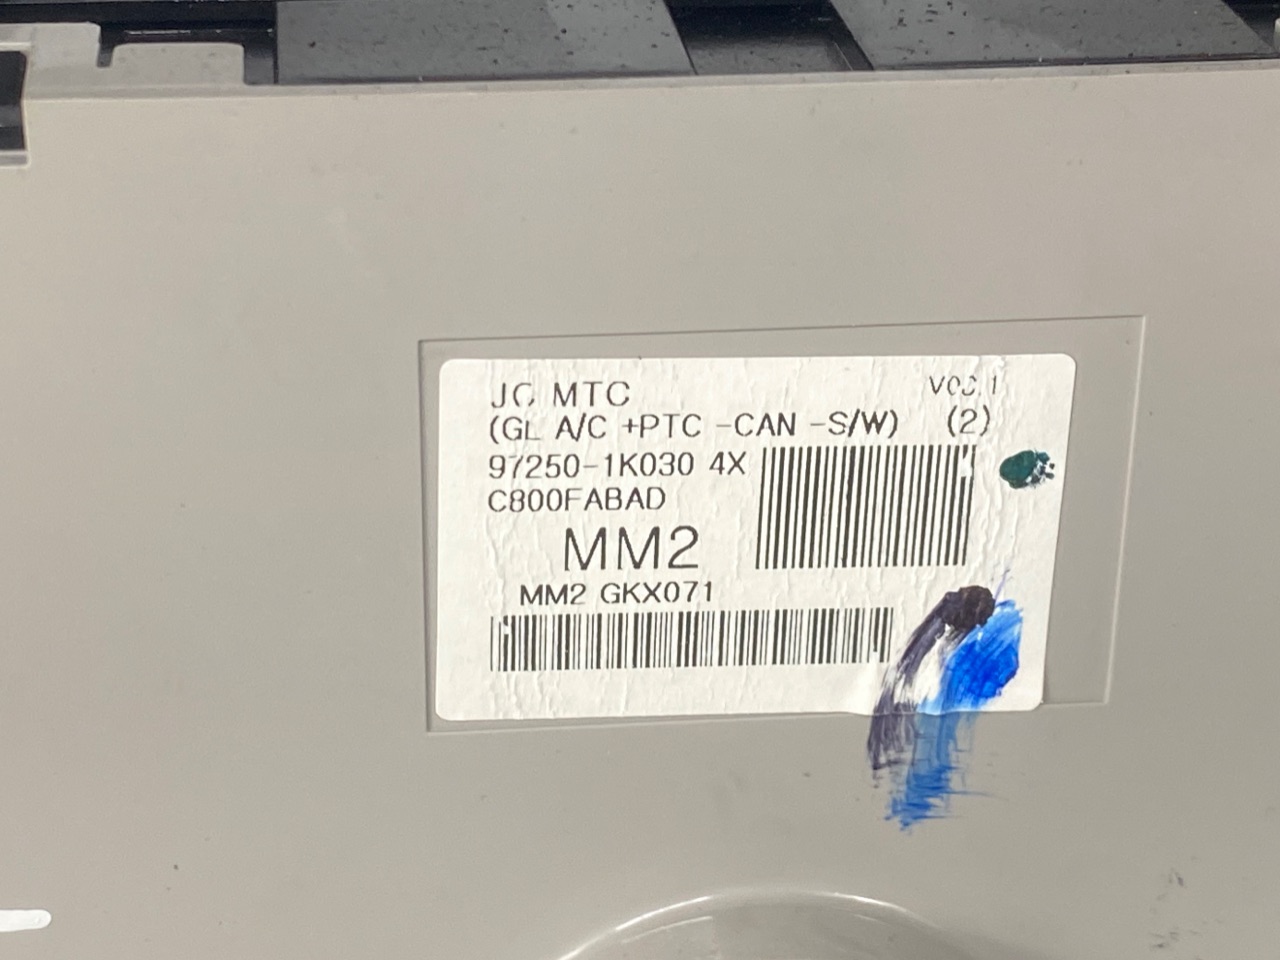 JC MTC
(GL A/C +PTC -CAN -S/W) (2)
97250-1K030 4X
C800FABAD
MM2
MM2 GKX071